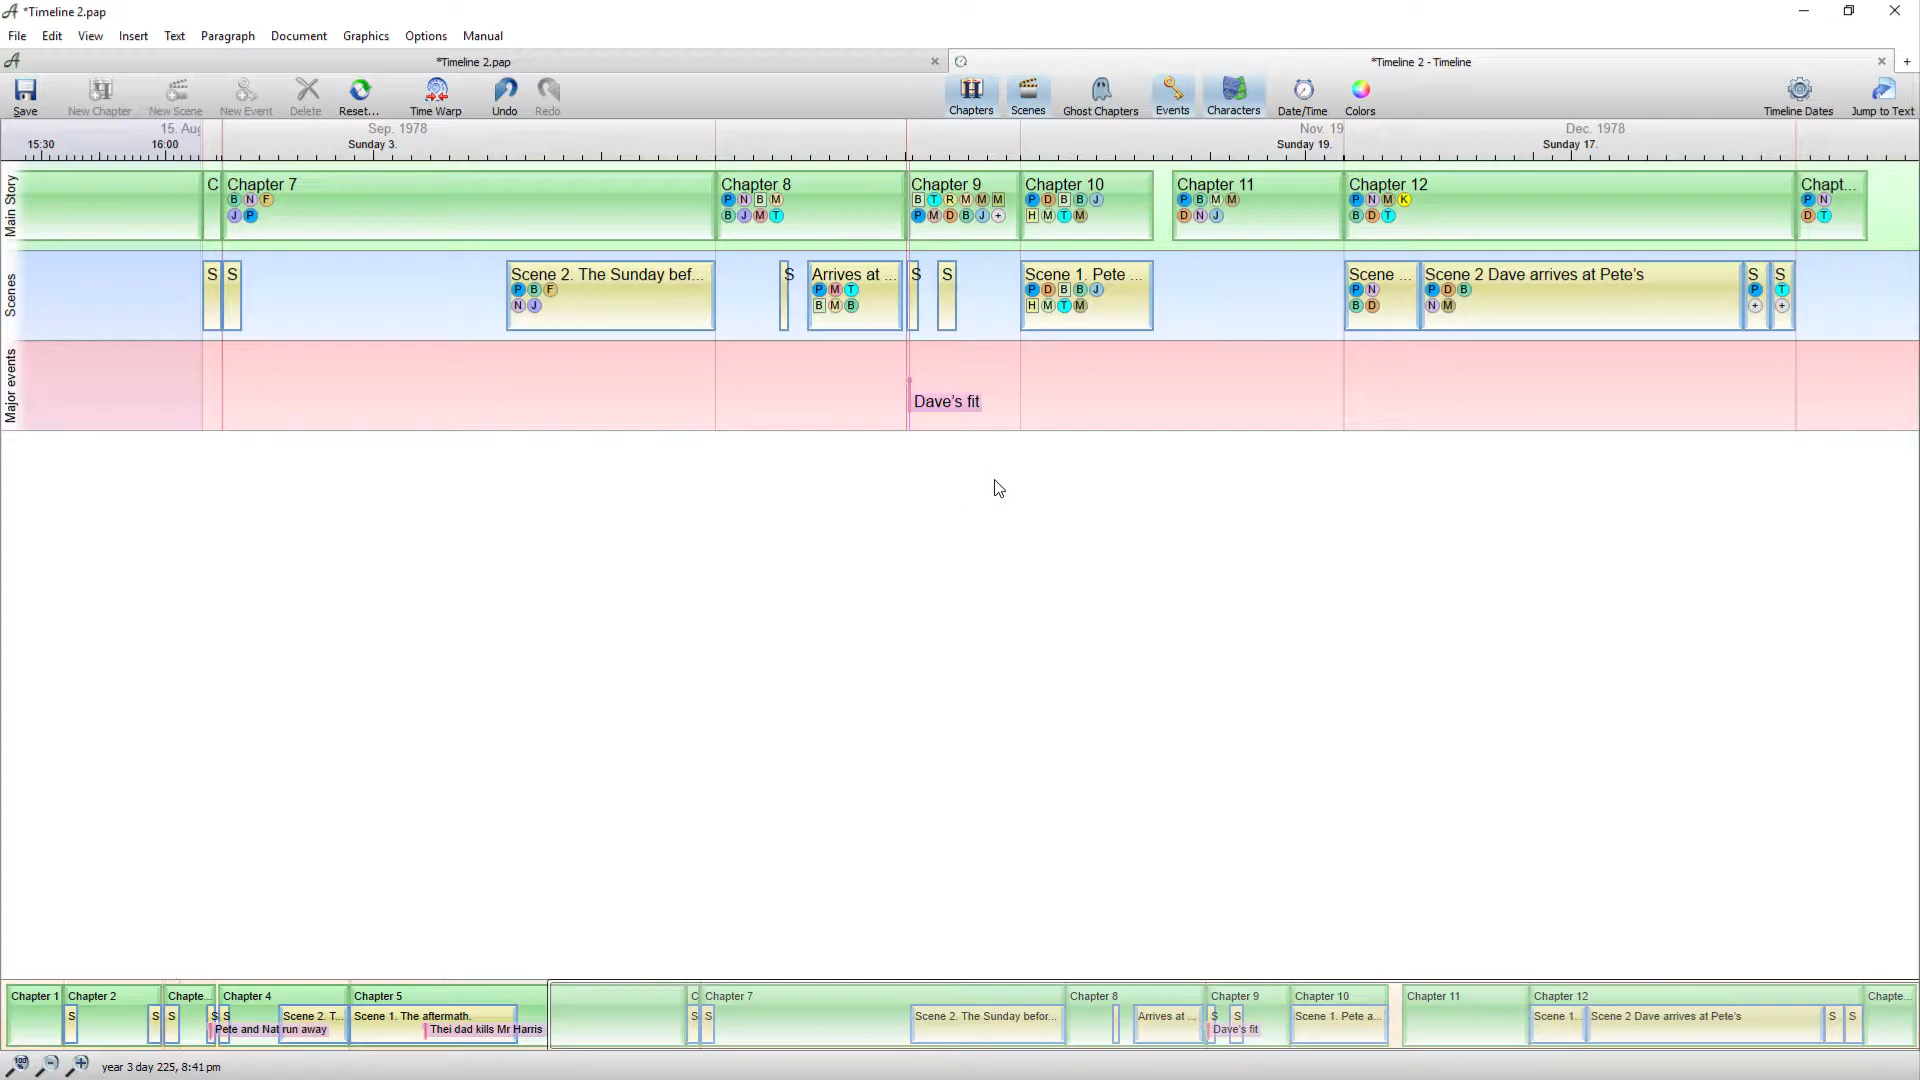 *Timeline 2.pap
File Edit View Insert Text Paragraph Document Graphics Options Manual
*Timeline 2.pap
*Timeline 2 - Timeline
Save New Chapter New Scene New Event Delete Reset... Time Warp Undo Redo Chapters Scenes Ghost Chapters Events Characters Date/Time Colors Timeline Dates Jump to Text
15. Aug Sep. 1978 Nov. 19 Dec. 1978
15:30 16:00 Sunday 3. Sunday 19. Sunday 17.
Main Story
C Chapter 7 Chapter 8 Chapter 9 Chapter 10 Chapter 11 Chapter 12 Chapt...
B N F P N B M B T R M M M P D B B J P B M M P N M K P N
J P B J M T P M D B J + H M T M D N J B D T D T
Scenes
S S Scene 2. The Sunday bef... S Arrives at ... S S Scene 1. Pete ... Scene ... Scene 2 Dave arrives at Pete's S S
P B F P M T P D B B J P N P D B P T
N J B M B H M T M B D N M + +
Major events
Dave's fit
Chapter 1 Chapter 2 Chapte... Chapter 4 Chapter 5 C Chapter 7 Chapter 8 Chapter 9 Chapter 10 Chapter 11 Chapter 12 Chapte...
S S S S S Scene 2. T... Scene 1. The aftermath. S S Scene 2. The Sunday befor... Arrives at ... S S Scene 1. Pete a... Scene 1... Scene 2 Dave arrives at Pete's S S
Pete and Nat run away Thei dad kills Mr Harris Dave's fit
year 3 day 225, 8:41 pm